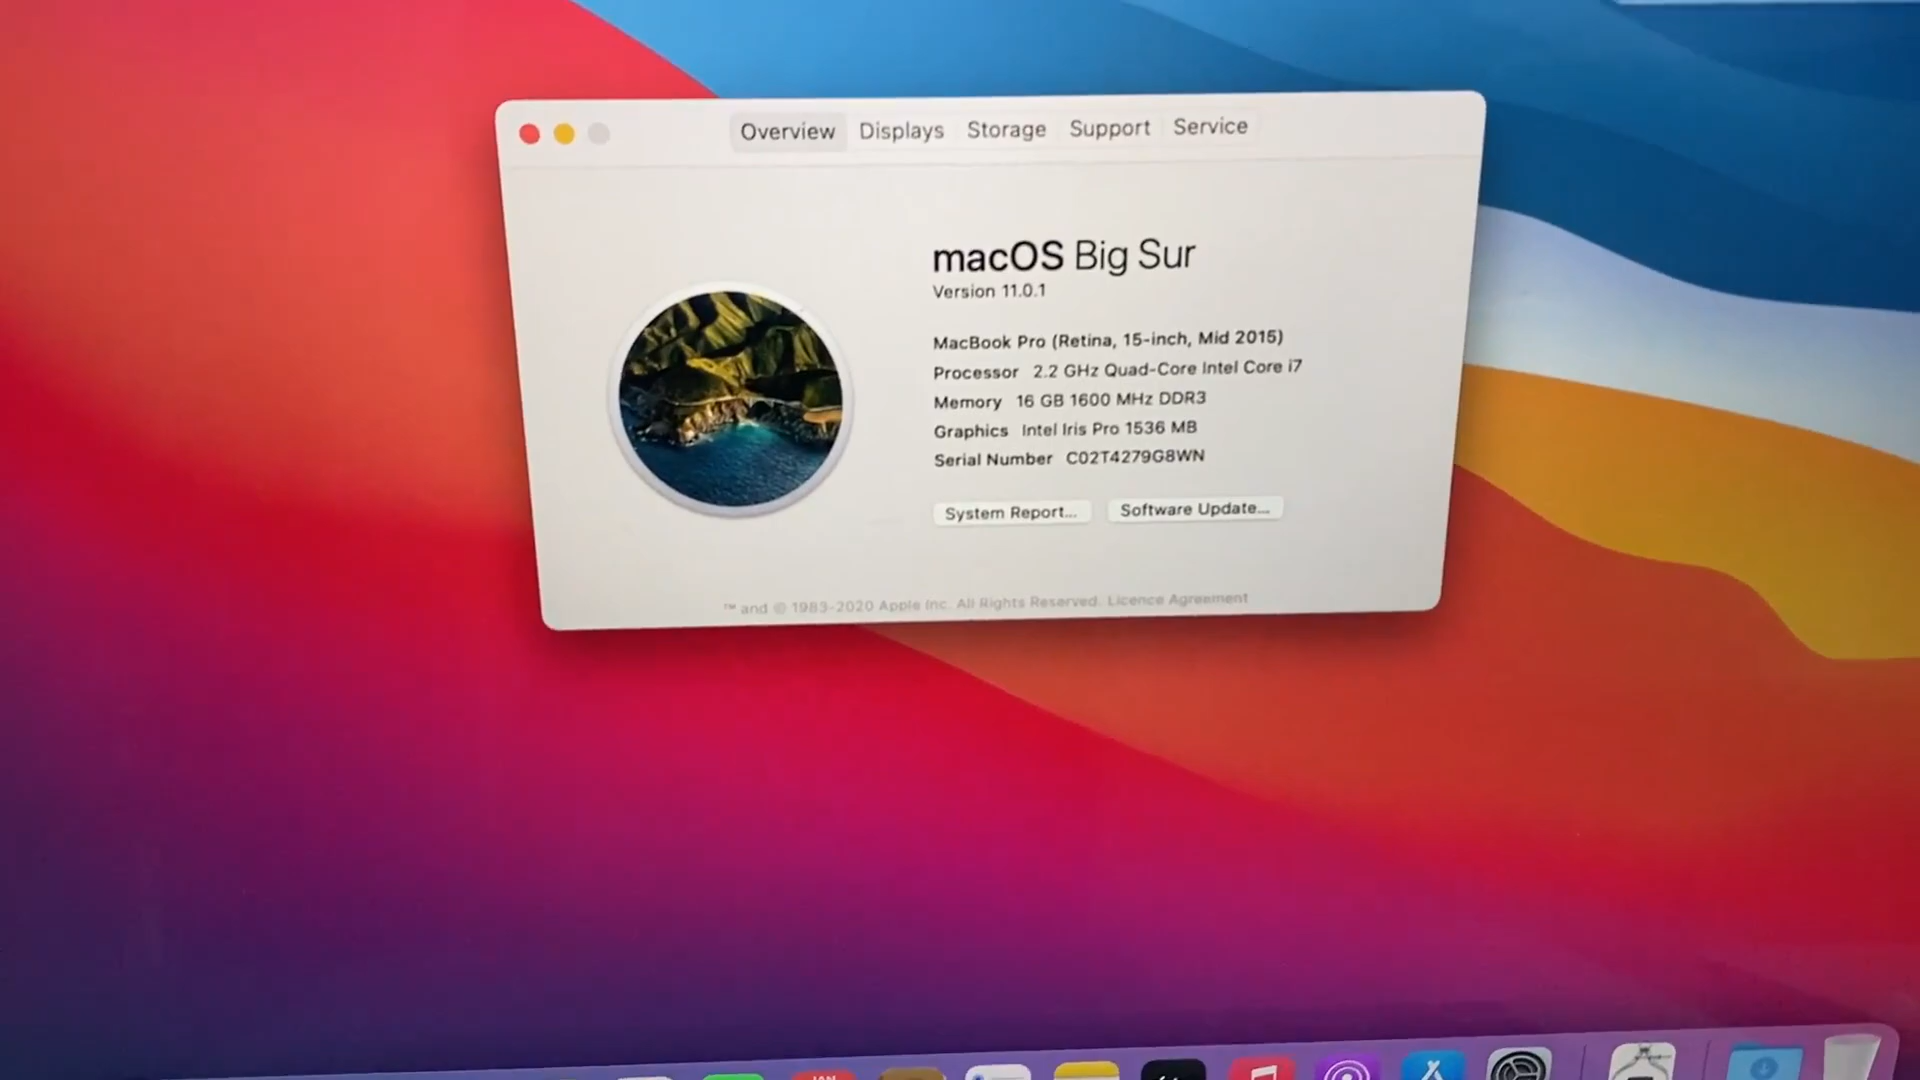 Overview Displays Storage Support Service
macOS Big Sur
Version 11.0.1
MacBook Pro (Retina, 15-inch, Mid 2015)
Processor 2.2 GHz Quad-Core Intel Core i7
Memory 16 GB 1600 MHz DDR3
Graphics Intel Iris Pro 1536 MB
Serial Number C02T4279G8WN
System Report... Software Update...
™ and © 1983-2020 Apple Inc. All Rights Reserved. Licence Agreement